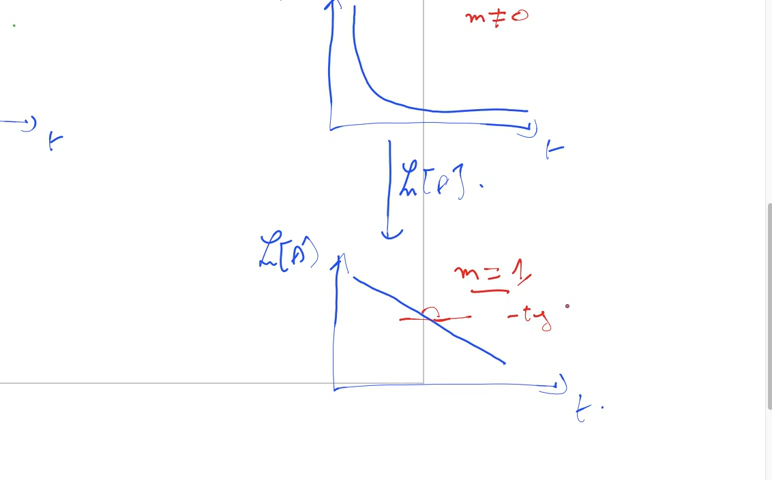 m≠0
t
t
Ln[A].
Ln[A]
m=1
-tg
t.